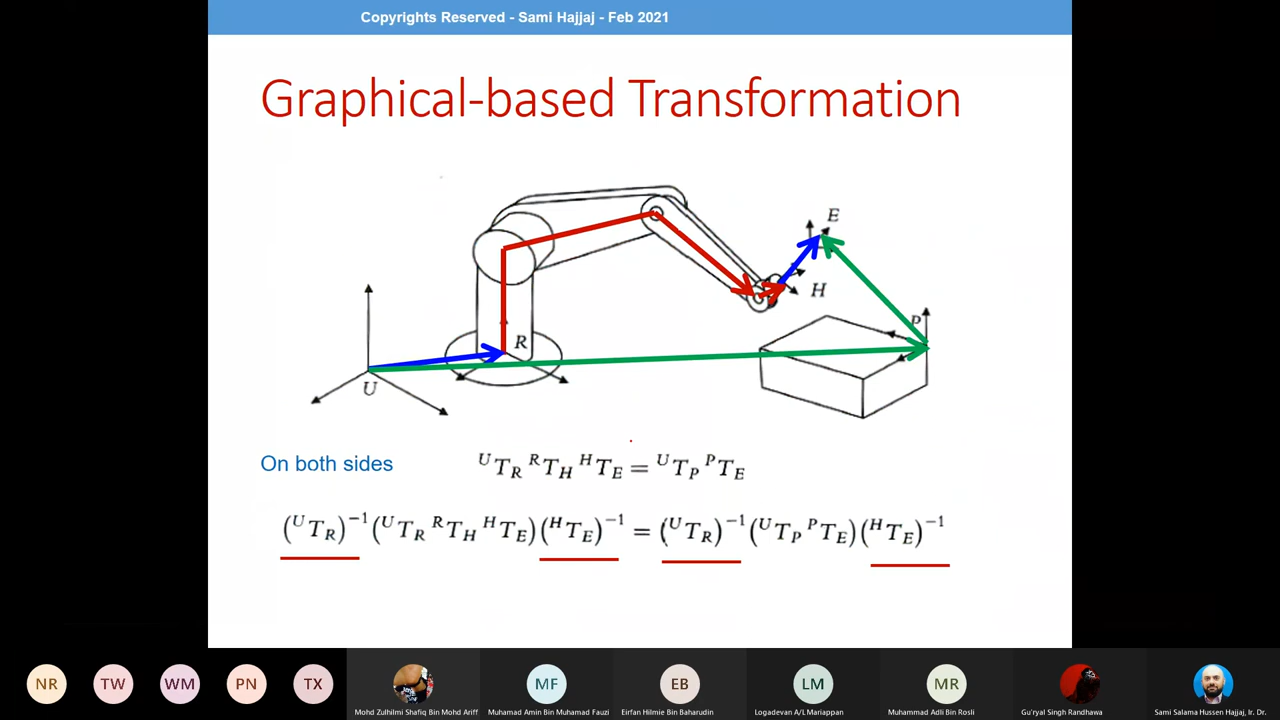 Copyrights Reserved - Sami Hajjaj - Feb 2021
Graphical-based Transformation
E
H
P
R
U
On both sides
ᵁT_R ᴿT_H ᴴT_E = ᵁT_P ᴾT_E
(ᵁT_R)⁻¹(ᵁT_R ᴿT_H ᴴT_E)(ᴴT_E)⁻¹ = (ᵁT_R)⁻¹(ᵁT_P ᴾT_E)(ᴴT_E)⁻¹
NR TW WM PN TX MF EB LM MR
Mohd Zulhilmi Shafiq Bin Mohd Ariff Muhamad Amin Bin Muhamad Fauzi Eirfan Hilmie Bin Baharudin Logadevan A/L Mariappan Muhammad Adli Bin Rosli Gu'ryal Singh Randhawa Sami Salama Hussen Hajjaj, Ir. Dr.